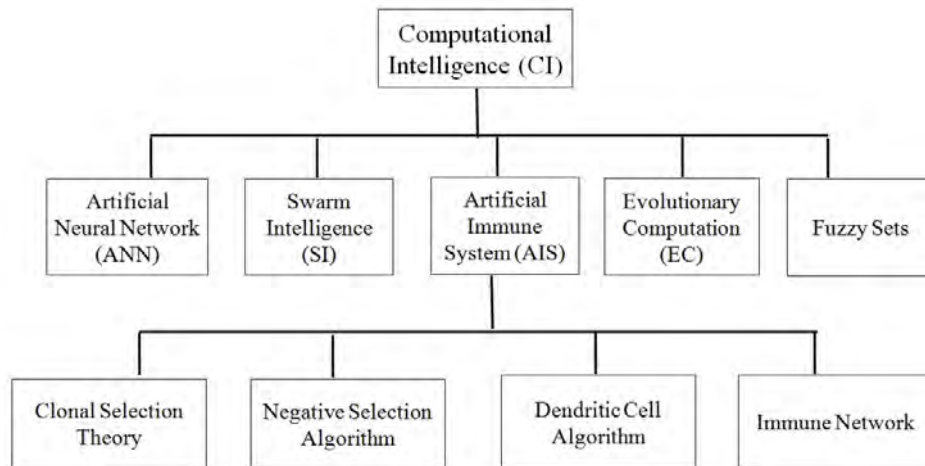 Computational
Intelligence (CI)
Artificial
Neural Network
(ANN)
Swarm
Intelligence
(SI)
Artificial
Immune
System (AIS)
Evolutionary
Computation
(EC)
Fuzzy Sets
Clonal Selection
Theory
Negative Selection
Algorithm
Dendritic Cell
Algorithm
Immune Network